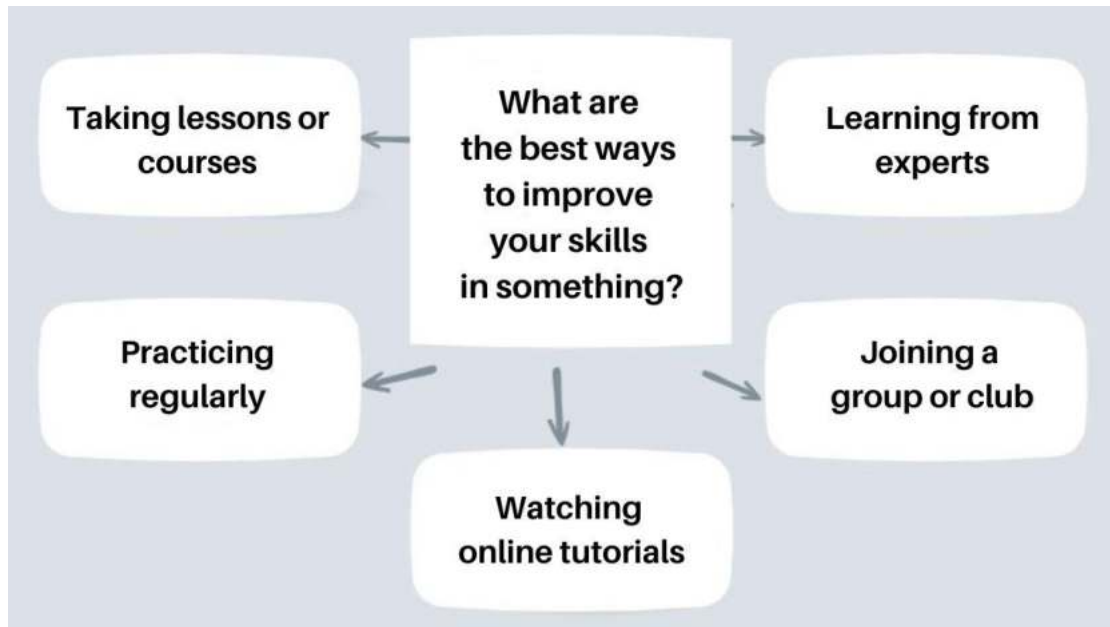 What are
the best ways
to improve
your skills
in something?
Taking lessons or
courses
Learning from
experts
Practicing
regularly
Joining a
group or club
Watching
online tutorials